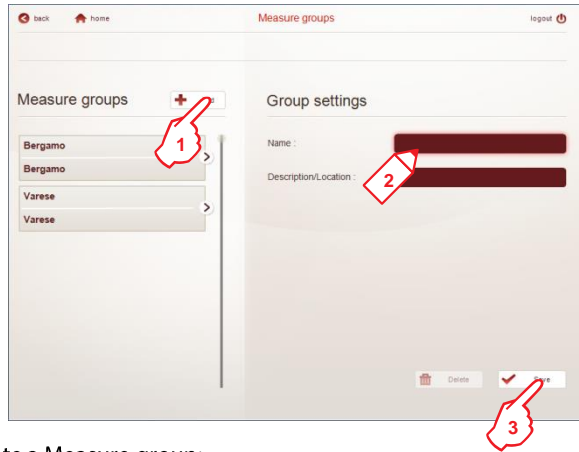 back home Measure groups logout
Measure groups
Group settings
1
Bergamo
Bergamo
Varese
Varese
Name :
2
Description/Location :
Delete
3